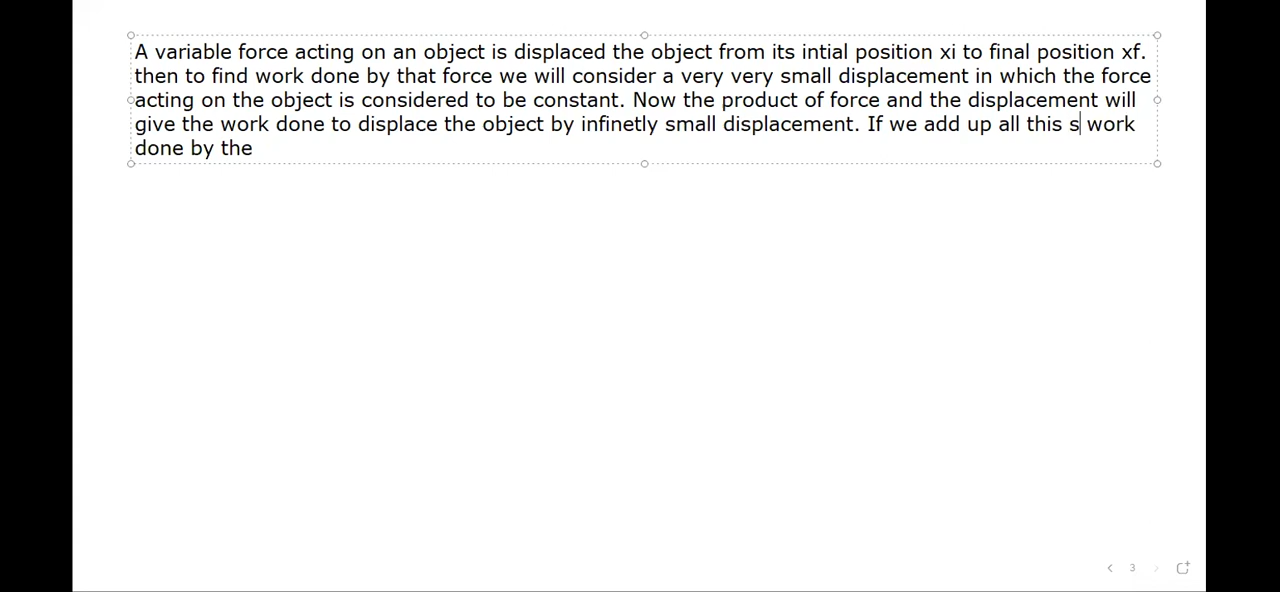 A variable force acting on an object is displaced the object from its intial position xi to final position xf.
then to find work done by that force we will consider a very very small displacement in which the force
acting on the object is considered to be constant. Now the product of force and the displacement will
give the work done to displace the object by infinetly small displacement. If we add up all this s work
done by the
3